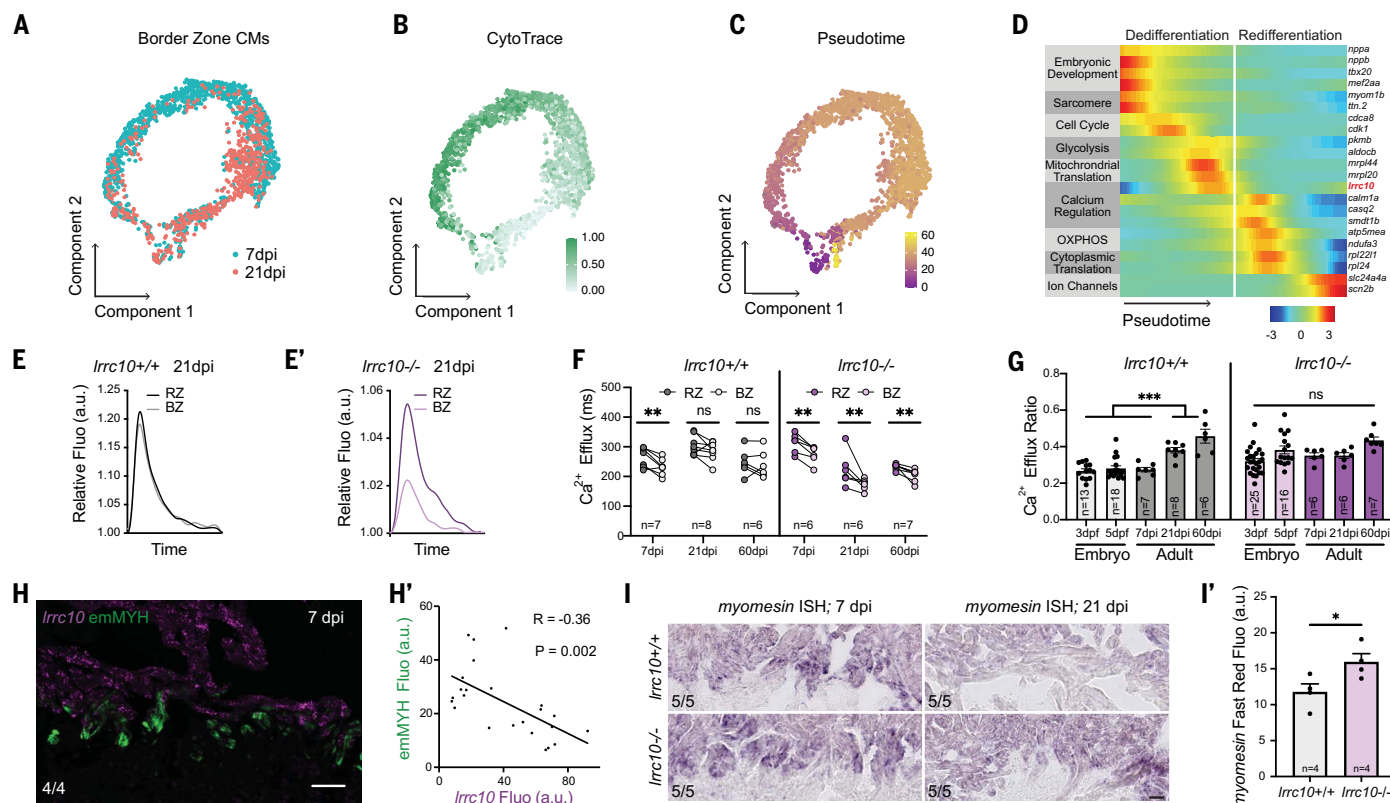 A
Border Zone CMs
Component 2
Component 1
7dpi
21dpi
B
CytoTrace
Component 2
Component 1
1.00
0.50
0.00
C
Pseudotime
Component 2
Component 1
60
40
20
0
D
Dedifferentiation Redifferentiation
Embryonic
Development
Sarcomere
Cell Cycle
Glycolysis
Mitochondrial
Translation
Calcium
Regulation
OXPHOS
Cytoplasmic
Translation
Ion Channels
nppa
nppb
tbx20
mef2aa
myom1b
ttn.2
cdca8
cdk1
pkmb
aldocb
mrpl44
mrpl20
lrrc10
calm1a
casq2
smdt1b
atp5mea
ndufa3
rpl22l1
rpl24
slc24a4a
scn2b
Pseudotime
-3 0 3
E
lrrc10+/+ 21dpi
RZ
BZ
Relative Fluo (a.u.)
1.25
1.20
1.15
1.10
1.05
1.00
Time
E'
lrrc10-/- 21dpi
RZ
BZ
Relative Fluo (a.u.)
1.06
1.04
1.02
1.00
Time
F
lrrc10+/+ lrrc10-/-
RZ BZ RZ BZ
Ca2+ Efflux (ms)
500
400
300
200
100
0
** ns ns ** ** **
n=7 n=8 n=6 n=6 n=6 n=7
7dpi 21dpi 60dpi 7dpi 21dpi 60dpi
G
lrrc10+/+ lrrc10-/-
*** ns
Ca2+ Efflux Ratio
0.8
0.6
0.4
0.2
0.0
n=13 n=18 n=7 n=8 n=6 n=25 n=16 n=6 n=6 n=7
3dpf 5dpf 7dpi 21dpi 60dpi 3dpf 5dpf 7dpi 21dpi 60dpi
Embryo Adult Embryo Adult
H
lrrc10 emMYH 7 dpi
4/4
H'
emMYH Fluo (a.u.)
60
40
20
0
R = -0.36
P = 0.002
0 50 100
lrrc10 Fluo (a.u.)
I
myomesin ISH; 7 dpi myomesin ISH; 21 dpi
lrrc10+/+
5/5 5/5
lrrc10-/-
5/5 5/5
I'
myomesin Fast Red Fluo (a.u.)
25
20
15
10
5
0
*
n=4 n=4
lrrc10+/+ lrrc10-/-